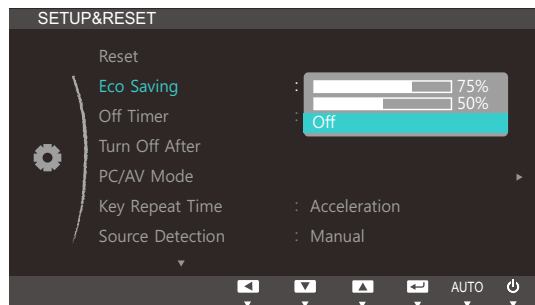 SETUP&RESET
Reset
Eco Saving :
75%
50%
Off Timer :
Off
Turn Off After
PC/AV Mode
Key Repeat Time : Acceleration
Source Detection : Manual
AUTO